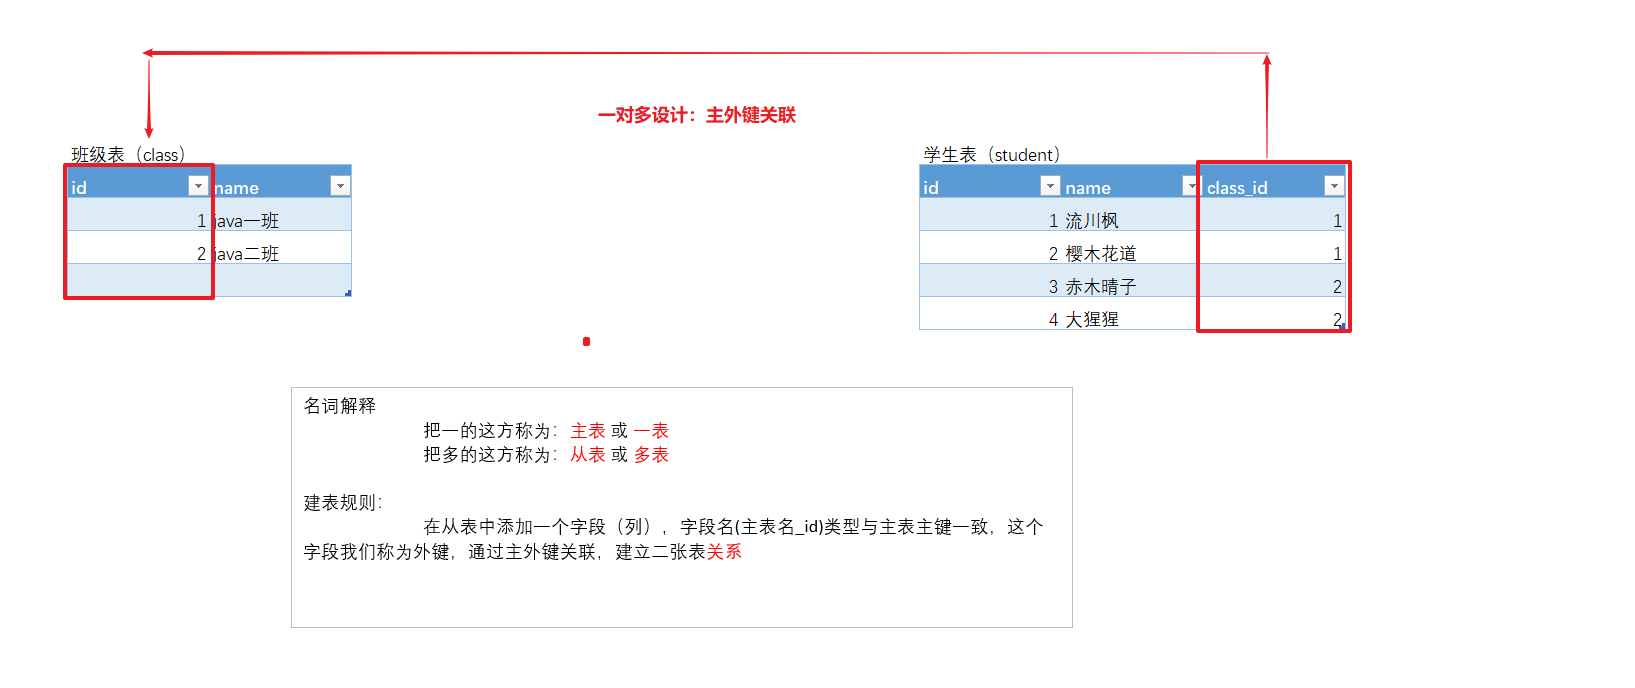 一对多设计：主外键关联
班级表（class）
id name
1 java一班
2 java二班
学生表（student）
id name class_id
1 流川枫 1
2 樱木花道 1
3 赤木晴子 2
4 大猩猩 2
名词解释
把一的这方称为：主表 或 一表
把多的这方称为：从表 或 多表
建表规则：
在从表中添加一个字段（列），字段名(主表名_id)类型与主表主键一致，这个
字段我们称为外键，通过主外键关联，建立二张表关系